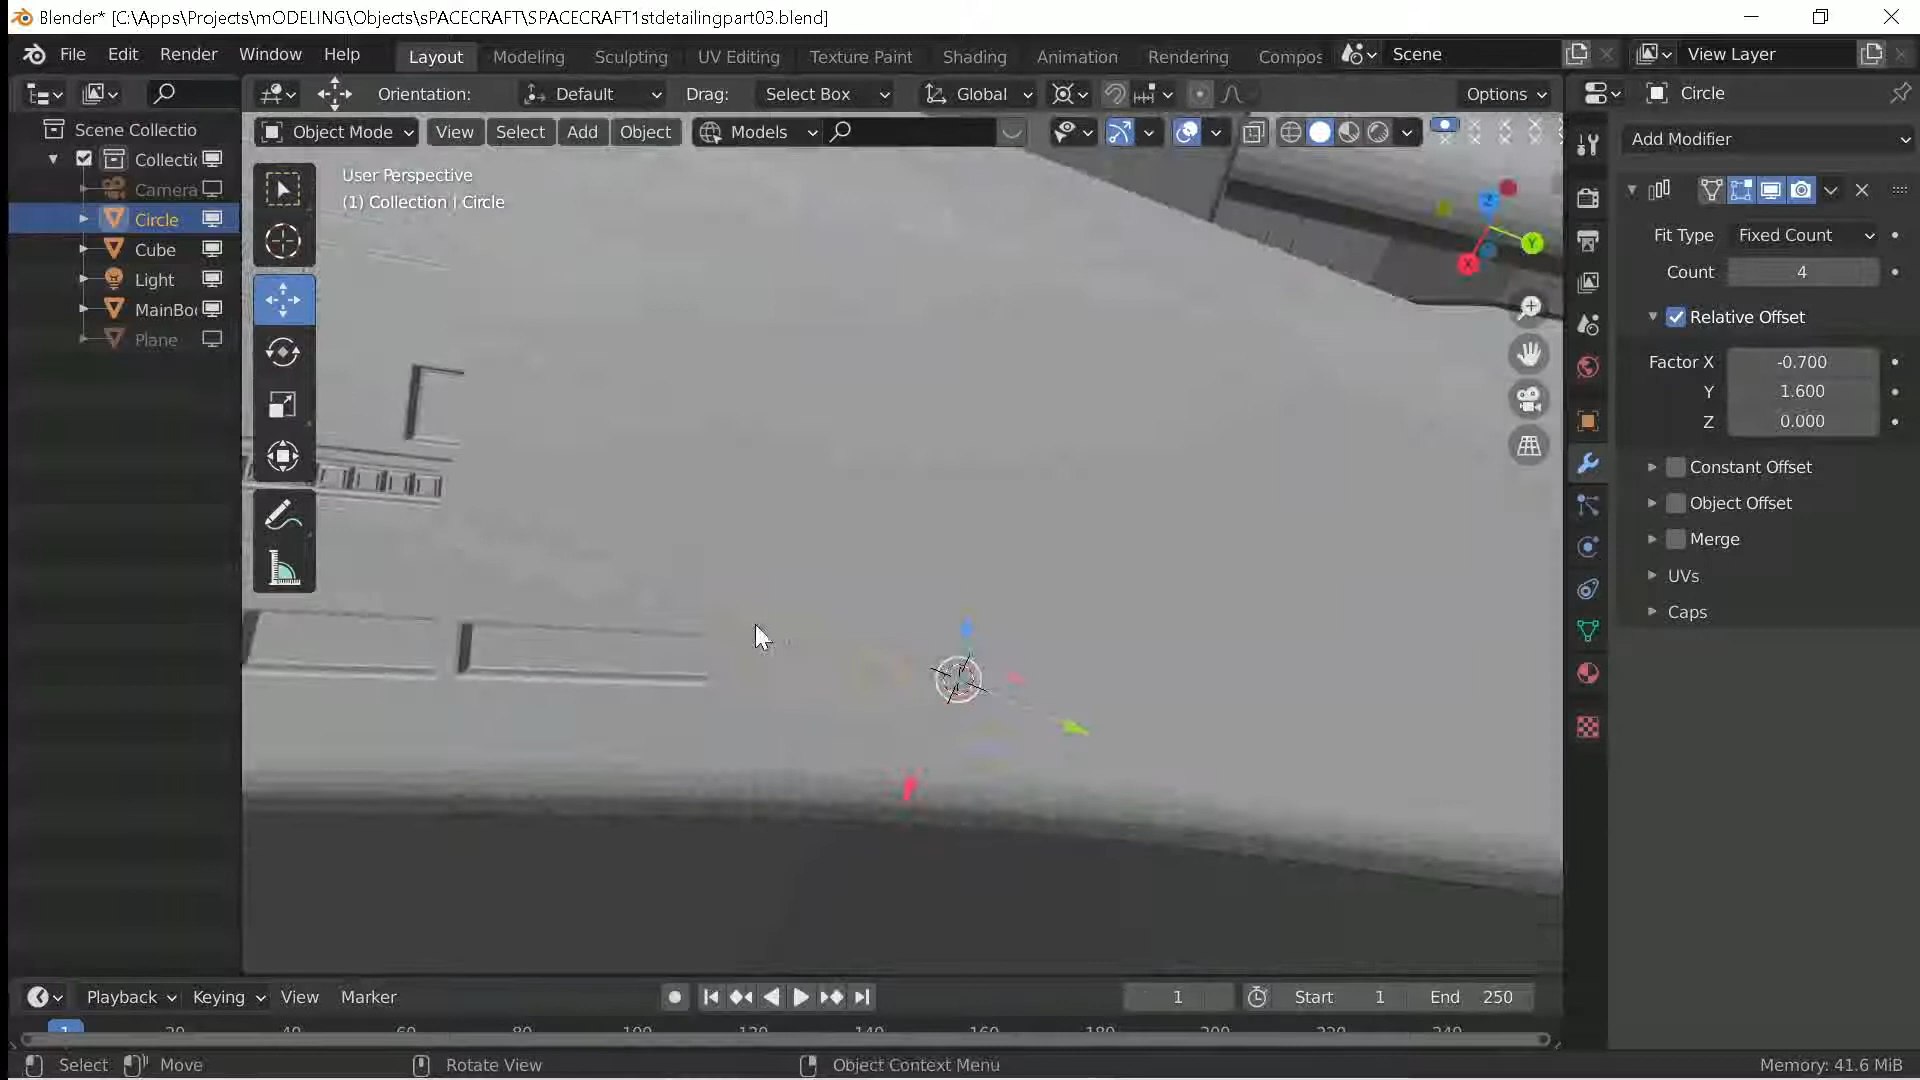 Blender* [C:\Apps\Projects\mODELING\Objects\sPACECRAFT\SPACECRAFT1stdetailingpart03.blend]
File Edit Render Window Help Layout Modeling Sculpting UV Editing Texture Paint Shading Animation Rendering Compos Scene View Layer
Orientation: Default Drag: Select Box Global Options Circle
Object Mode View Select Add Object Models
Add Modifier
Scene Collectio
Collectio
Camera
Circle
Cube
Light
MainBo
Plane
User Perspective
(1) Collection | Circle
Z
Y
X
Fit Type Fixed Count
Count 4
Relative Offset
Factor X -0.700
Y 1.600
Z 0.000
Constant Offset
Object Offset
Merge
UVs
Caps
Playback Keying View Marker 1 Start 1 End 250
1 20 40 60 80 100 120 140 160 180 200 220 240
Select Move Rotate View Object Context Menu Memory: 41.6 MiB